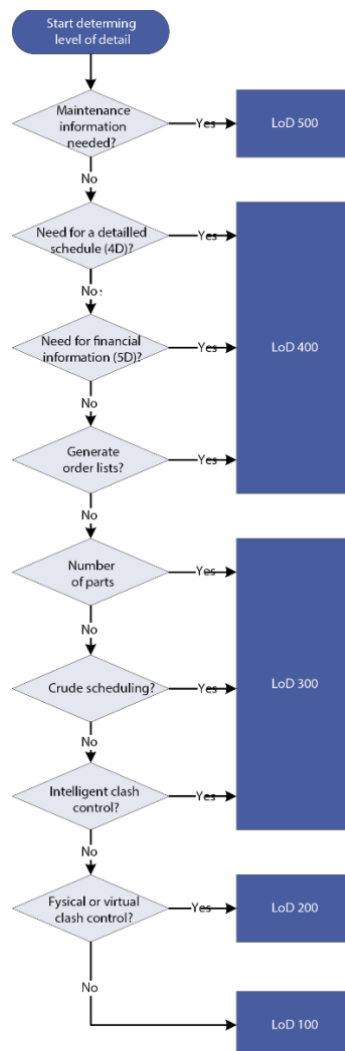 Start determing
level of detail
Maintenance
information
needed?
Yes
LoD 500
No
Need for a detailled
schedule (4D)?
Yes
No
Need for financial
information (5D)?
Yes
LoD 400
No
Generate
order lists?
Yes
No
Number
of parts
Yes
No
Crude scheduling?
Yes
LoD 300
No
Intelligent clash
control?
Yes
No
Fysical or virtual
clash control?
Yes
LoD 200
No
LoD 100